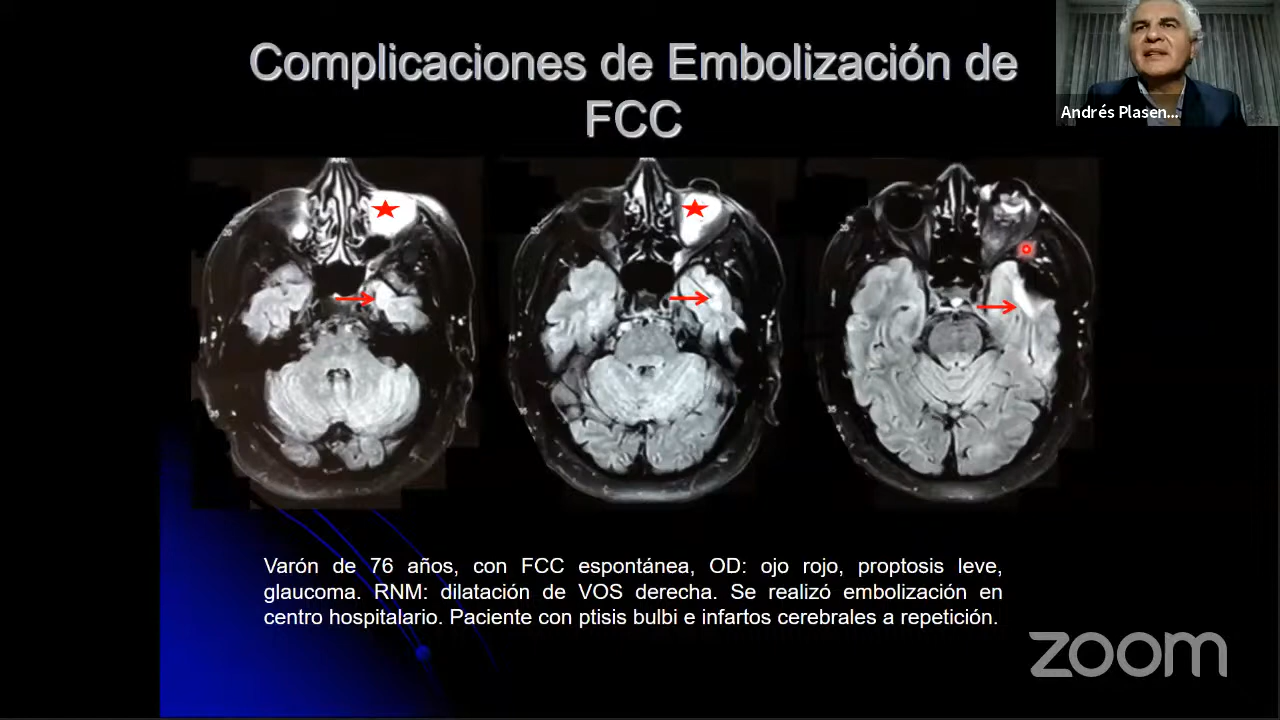 Complicaciones de Embolización de
FCC
Andrés Plasen...
Varón de 76 años, con FCC espontánea, OD: ojo rojo, proptosis leve,
glaucoma. RNM: dilatación de VOS derecha. Se realizó embolización en
centro hospitalario. Paciente con ptisis bulbi e infartos cerebrales a repetición.
zoom